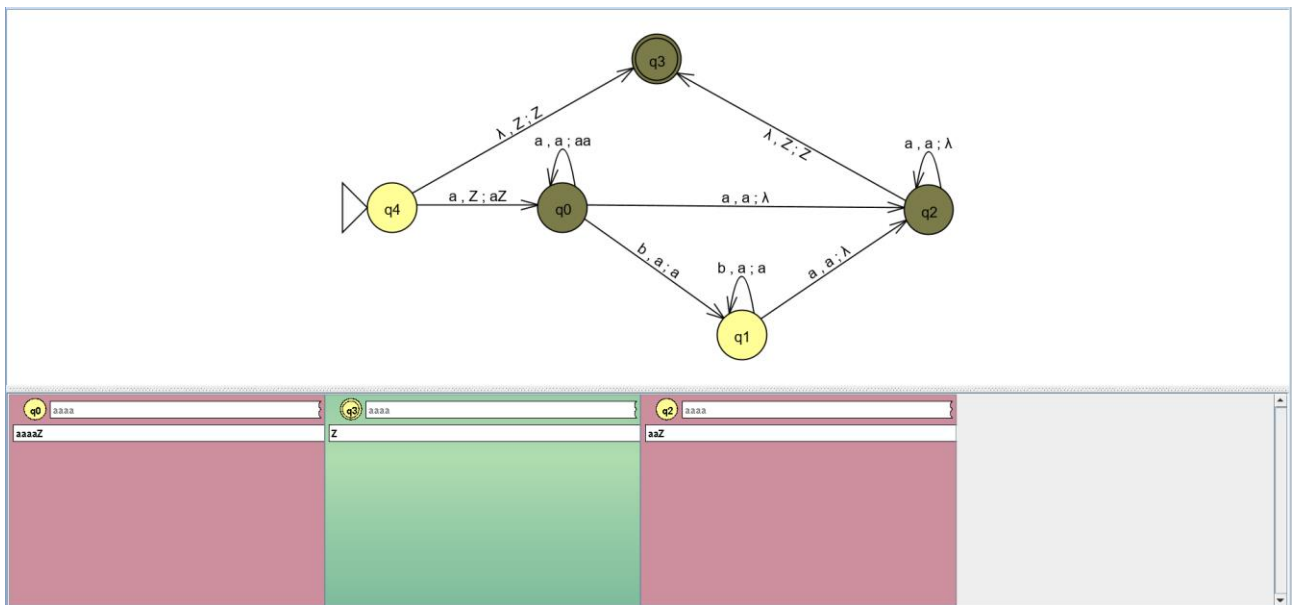 q3
λ , Z ; Z
λ , Z ; Z
a , a ; aa
a , a ; λ
q4
a , Z ; aZ
q0
a , a ; λ
q2
b , a ; a
b , a ; a
a , a ; λ
q1
q0 aaaa
q3 aaaa
q2 aaaa
aaaaZ
Z
aaZ